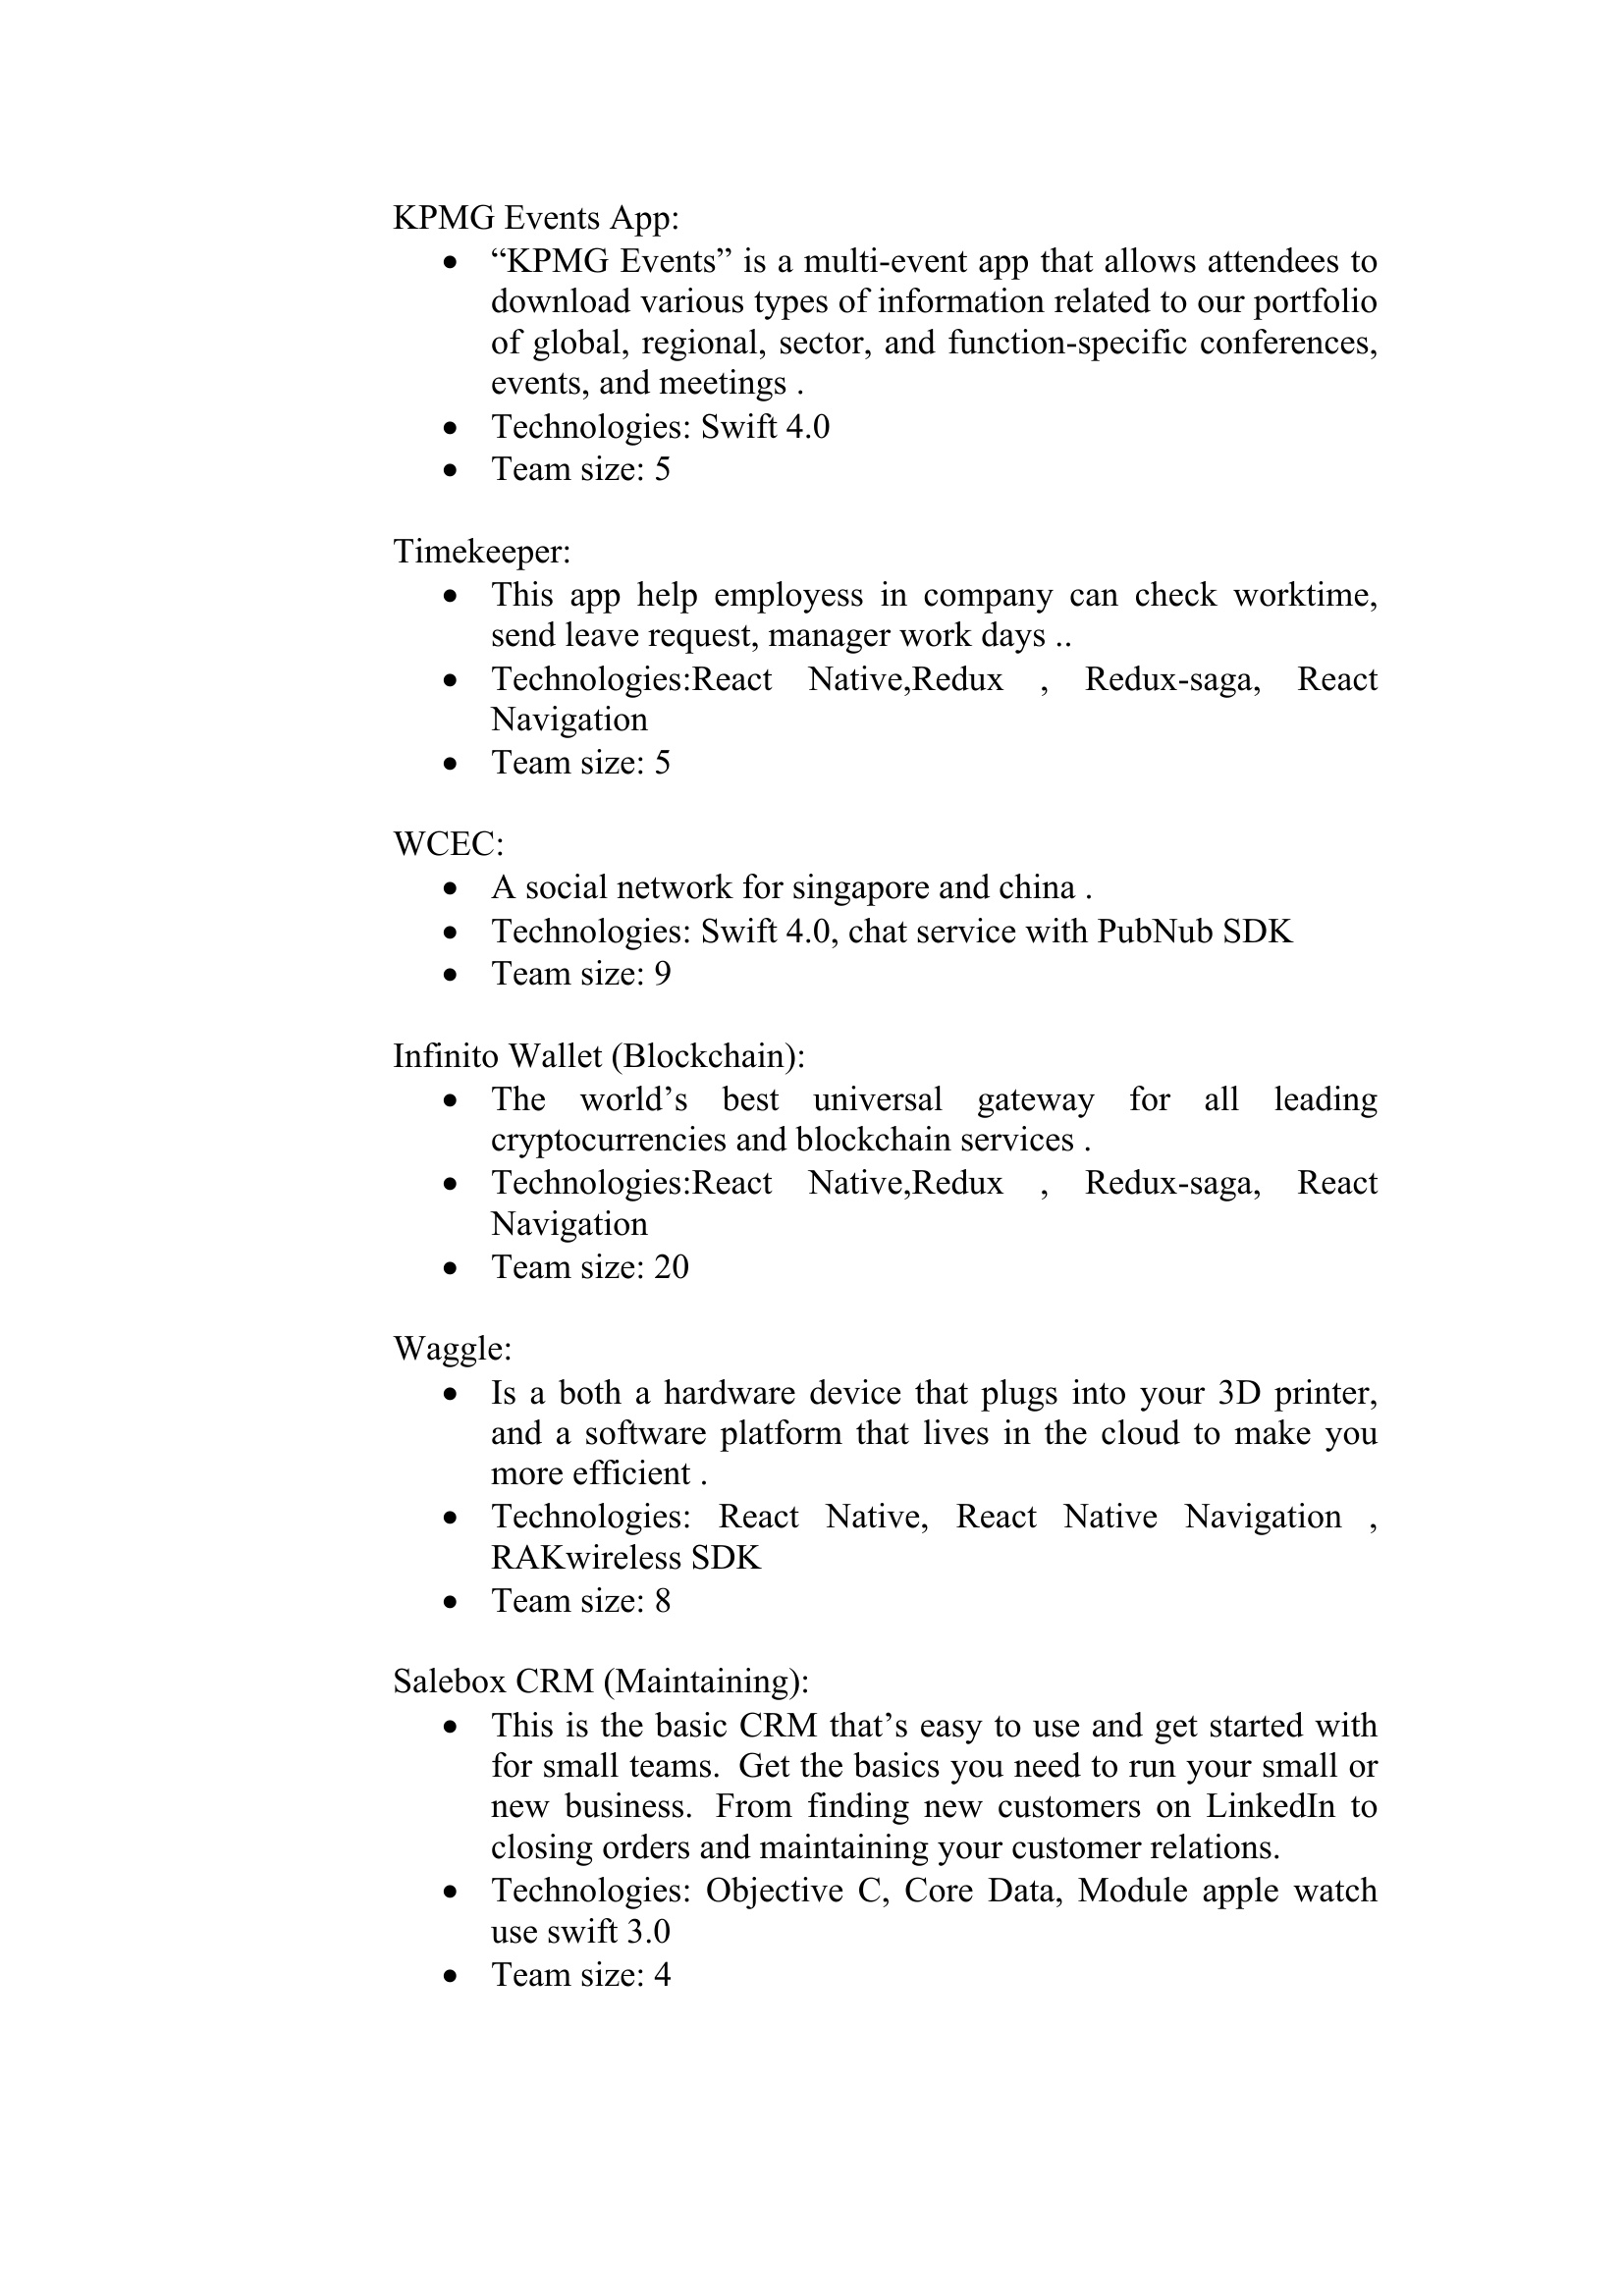 KPMG Events App:
• “KPMG Events” is a multi-event app that allows attendees to
download various types of information related to our portfolio
of global, regional, sector, and function-specific conferences,
events, and meetings .
• Technologies: Swift 4.0
• Team size: 5
Timekeeper:
• This app help employess in company can check worktime,
send leave request, manager work days ..
• Technologies:React Native,Redux , Redux-saga, React
Navigation
• Team size: 5
WCEC:
• A social network for singapore and china .
• Technologies: Swift 4.0, chat service with PubNub SDK
• Team size: 9
Infinito Wallet (Blockchain):
• The world’s best universal gateway for all leading
cryptocurrencies and blockchain services .
• Technologies:React Native,Redux , Redux-saga, React
Navigation
• Team size: 20
Waggle:
• Is a both a hardware device that plugs into your 3D printer,
and a software platform that lives in the cloud to make you
more efficient .
• Technologies: React Native, React Native Navigation ,
RAKwireless SDK
• Team size: 8
Salebox CRM (Maintaining):
• This is the basic CRM that’s easy to use and get started with
for small teams. Get the basics you need to run your small or
new business. From finding new customers on LinkedIn to
closing orders and maintaining your customer relations.
• Technologies: Objective C, Core Data, Module apple watch
use swift 3.0
• Team size: 4